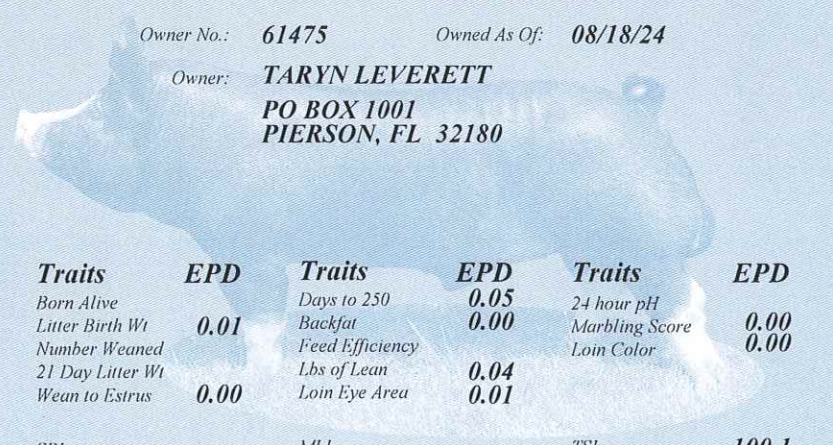 Owner No.: 61475 Owned As Of: 08/18/24
Owner: TARYN LEVERETT
PO BOX 1001
PIERSON, FL 32180
Traits EPD Traits EPD Traits EPD
Born Alive Days to 250 0.05 24 hour pH
Litter Birth Wt 0.01 Backfat 0.00 Marbling Score 0.00
Number Weaned Feed Efficiency Loin Color 0.00
21 Day Litter Wt Lbs of Lean 0.04
Wean to Estrus 0.00 Loin Eye Area 0.01
100.1